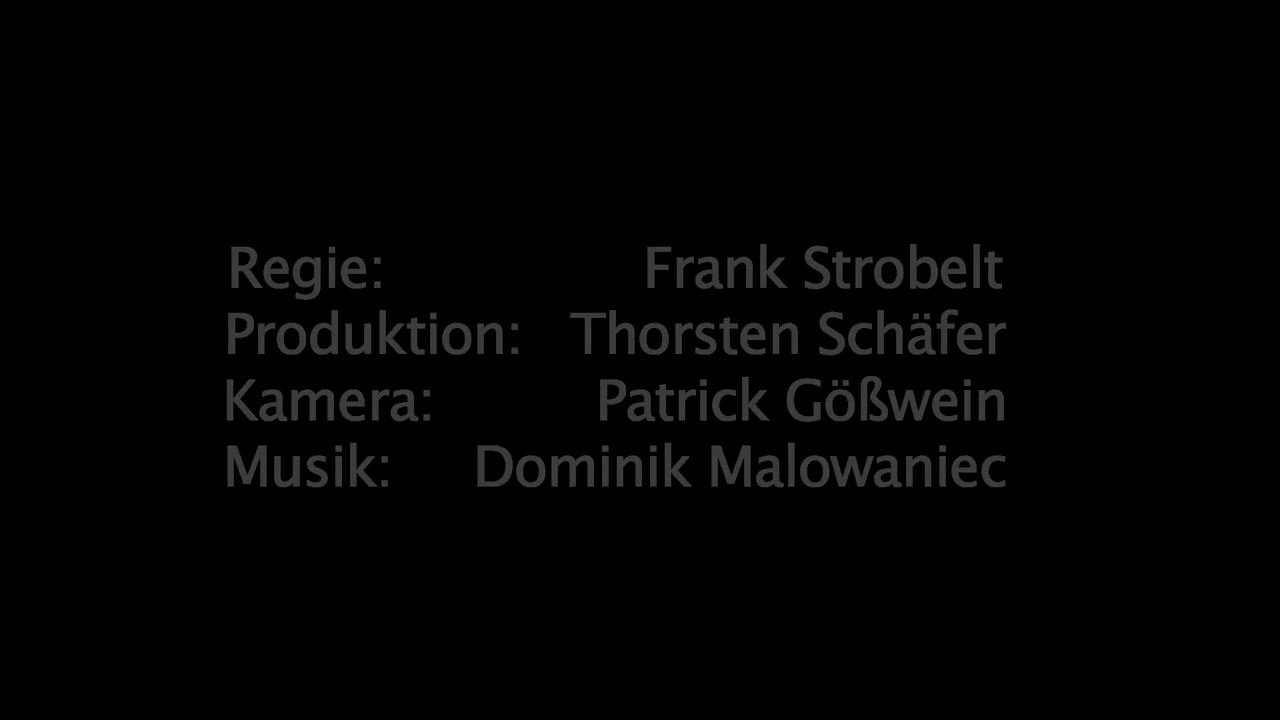 Regie: Frank Strobelt
Produktion: Thorsten Schäfer
Kamera: Patrick Gößwein
Musik: Dominik Malowaniec